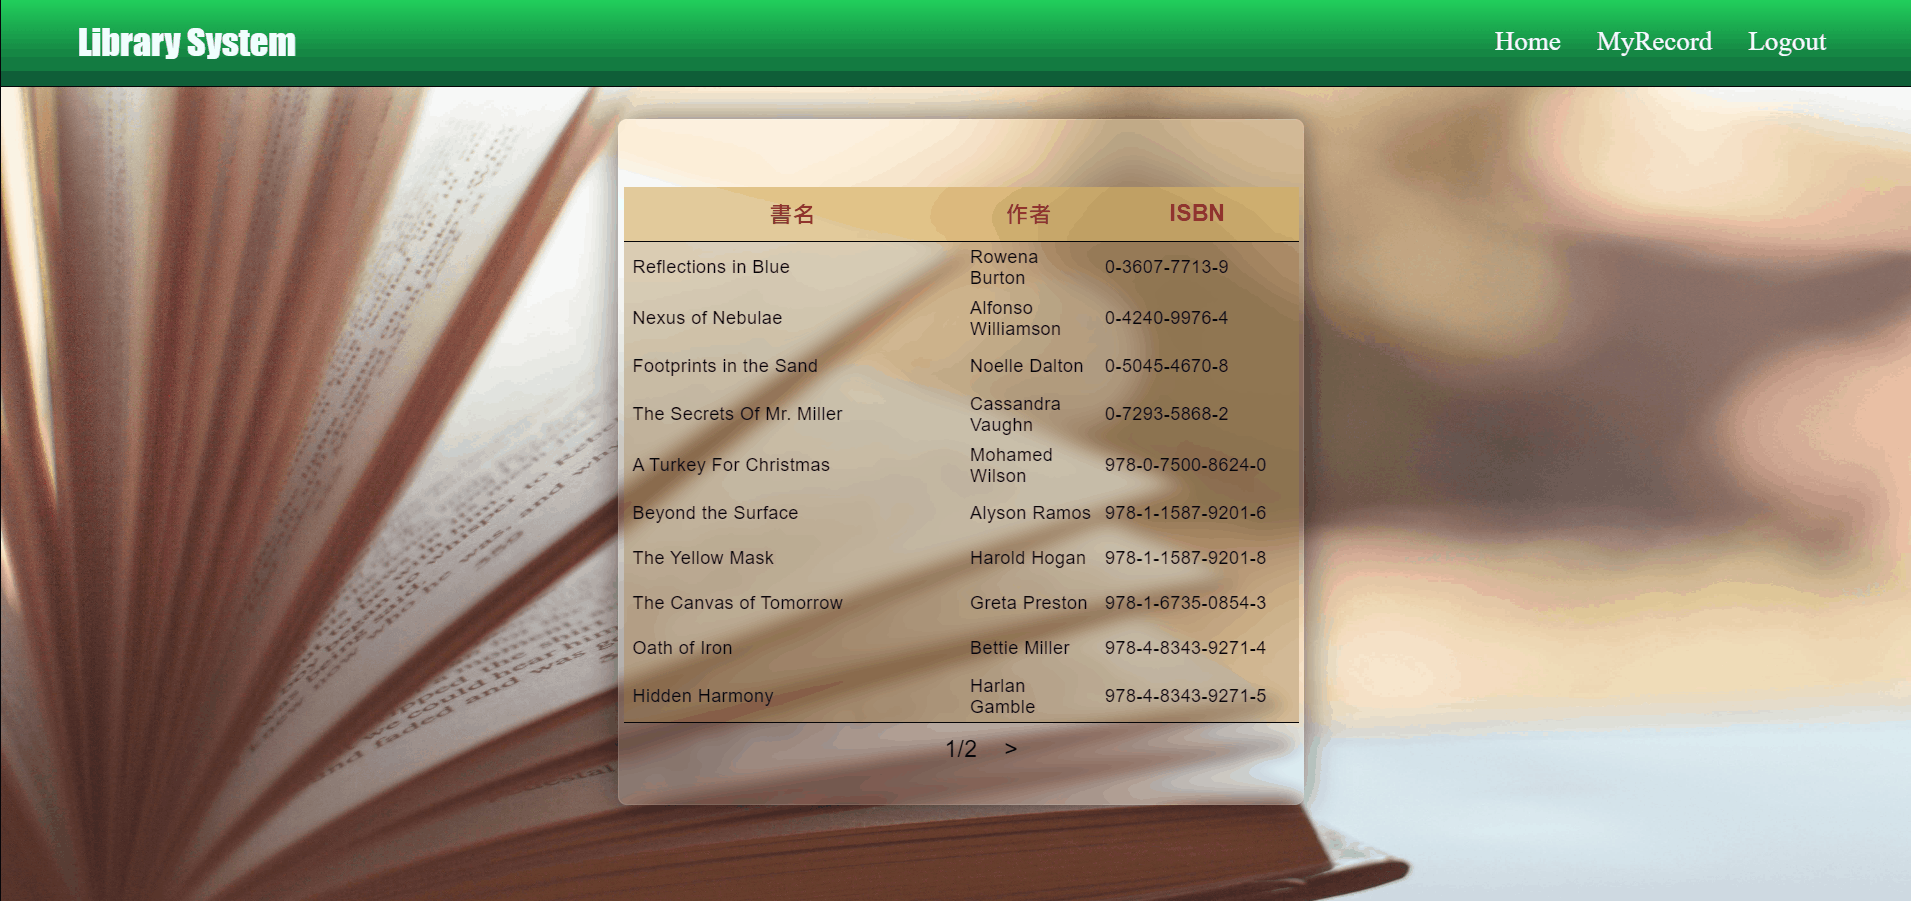 Library System
Home MyRecord Logout
書名 作者 ISBN
Reflections in Blue Rowena Burton 0-3607-7713-9
Nexus of Nebulae Alfonso Williamson 0-4240-9976-4
Footprints in the Sand Noelle Dalton 0-5045-4670-8
The Secrets Of Mr. Miller Cassandra Vaughn 0-7293-5868-2
A Turkey For Christmas Mohamed Wilson 978-0-7500-8624-0
Beyond the Surface Alyson Ramos 978-1-1587-9201-6
The Yellow Mask Harold Hogan 978-1-1587-9201-8
The Canvas of Tomorrow Greta Preston 978-1-6735-0854-3
Oath of Iron Bettie Miller 978-4-8343-9271-4
Hidden Harmony Harlan Gamble 978-4-8343-9271-5
1/2 >